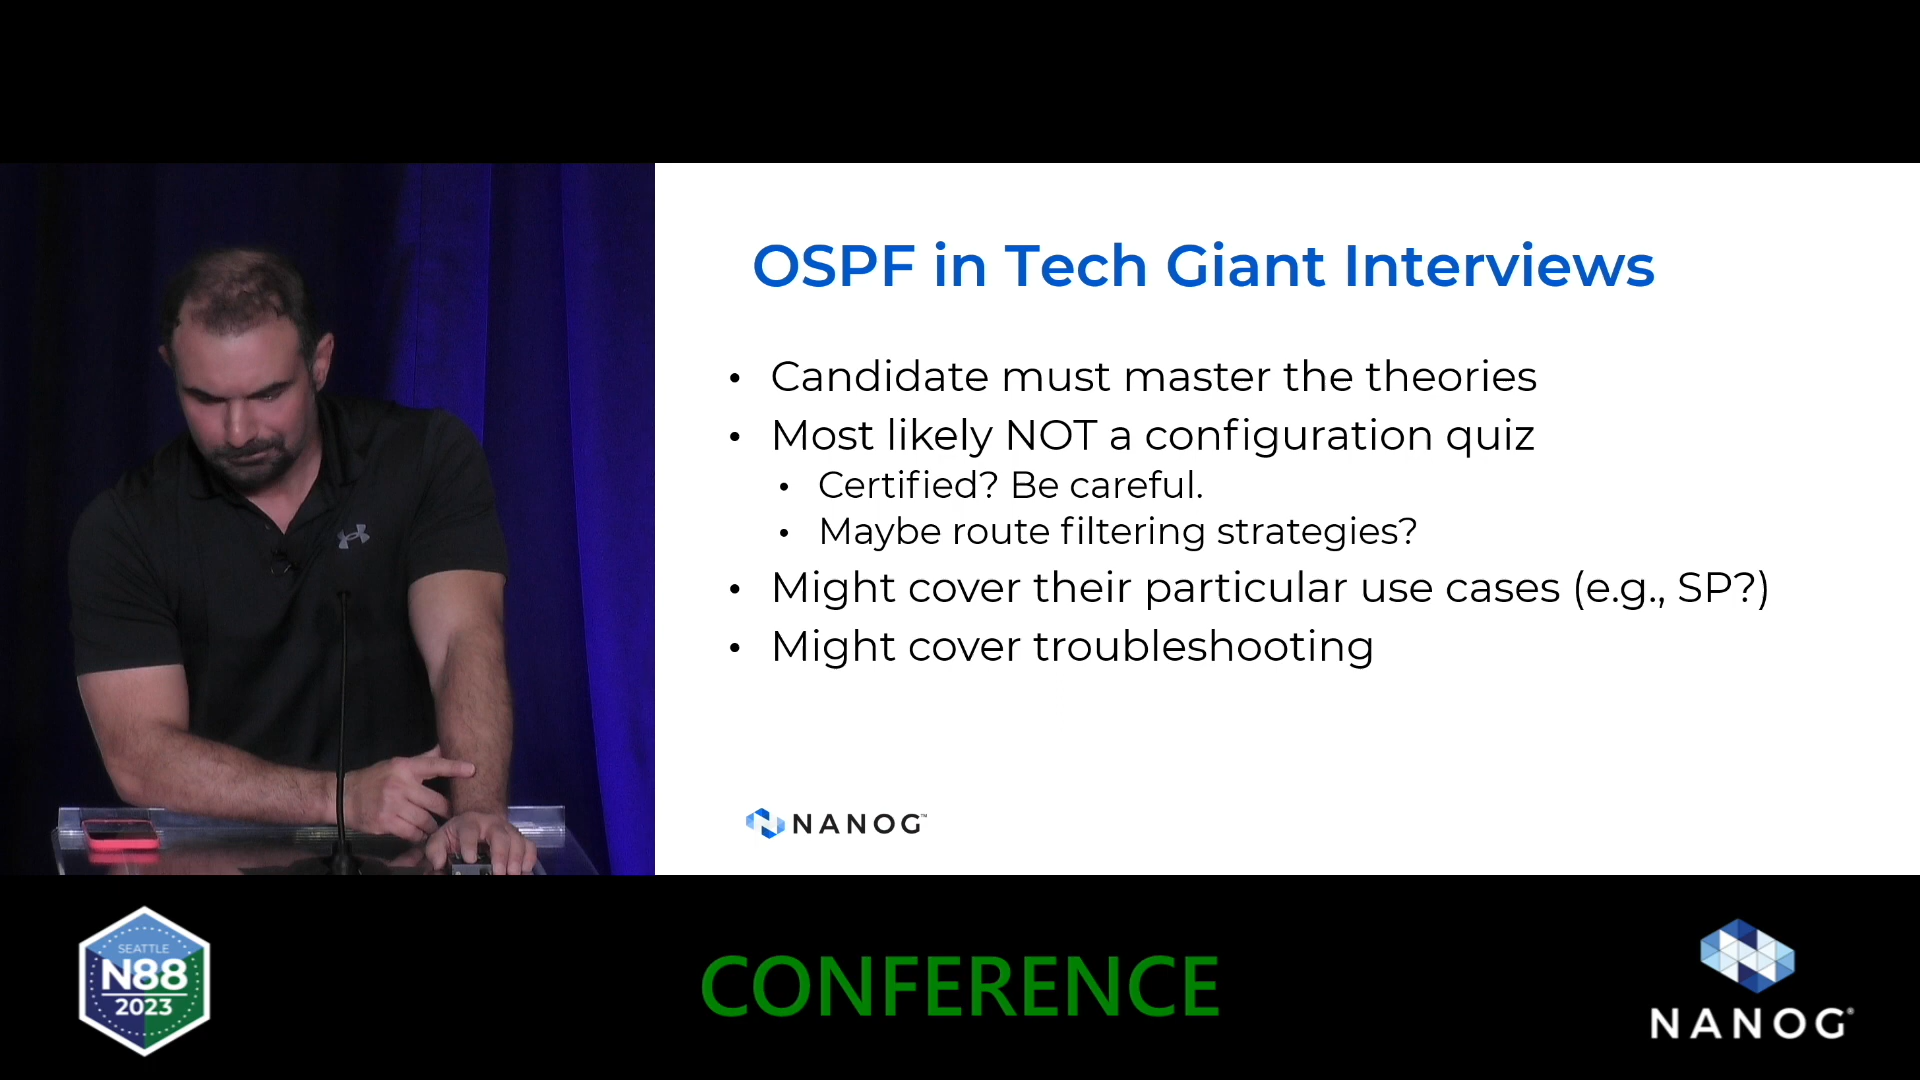 OSPF in Tech Giant Interviews
• Candidate must master the theories
• Most likely NOT a configuration quiz
• Certified? Be careful.
• Maybe route filtering strategies?
• Might cover their particular use cases (e.g., SP?)
• Might cover troubleshooting
NANOG™
SEATTLE
N88
2023
CONFERENCE
NANOG®